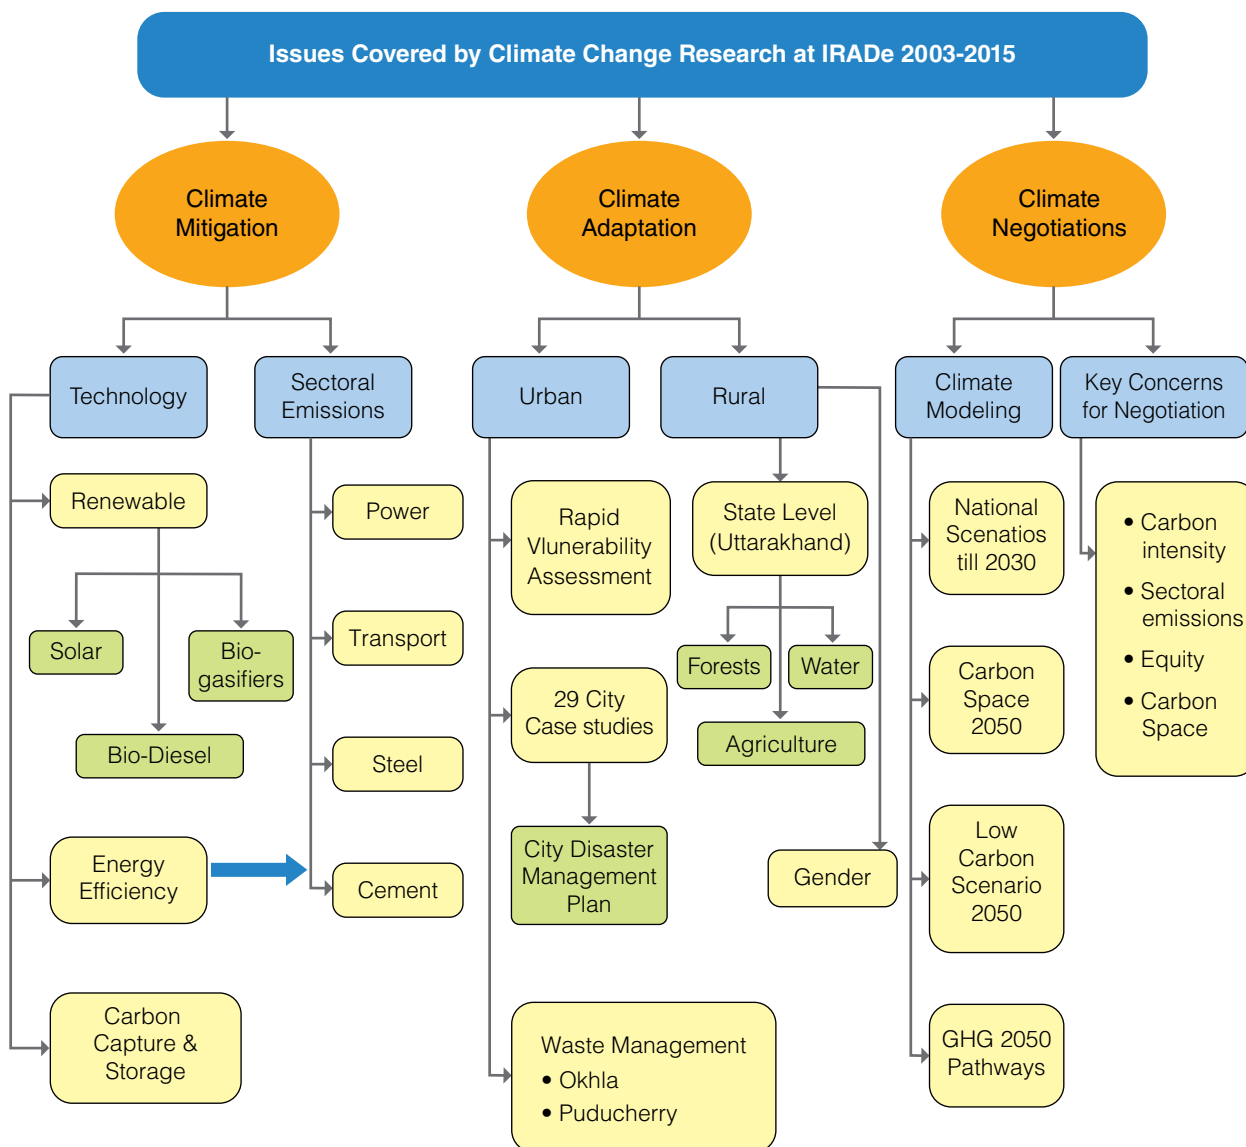 Issues Covered by Climate Change Research at IRADe 2003-2015
Climate
Mitigation
Climate
Adaptation
Climate
Negotiations
Technology
Sectoral
Emissions
Urban
Rural
Climate
Modeling
Key Concerns
for Negotiation
Renewable
Solar
Bio-
gasifiers
Bio-Diesel
Energy
Efficiency
Carbon
Capture &
Storage
Power
Transport
Steel
Cement
Rapid
Vlunerability
Assessment
29 City
Case studies
City Disaster
Management
Plan
Waste Management
• Okhla
• Puducherry
State Level
(Uttarakhand)
Forests
Water
Agriculture
Gender
National
Scenatios
till 2030
Carbon
Space
2050
Low
Carbon
Scenario
2050
GHG 2050
Pathways
• Carbon
intensity
• Sectoral
emissions
• Equity
• Carbon
Space